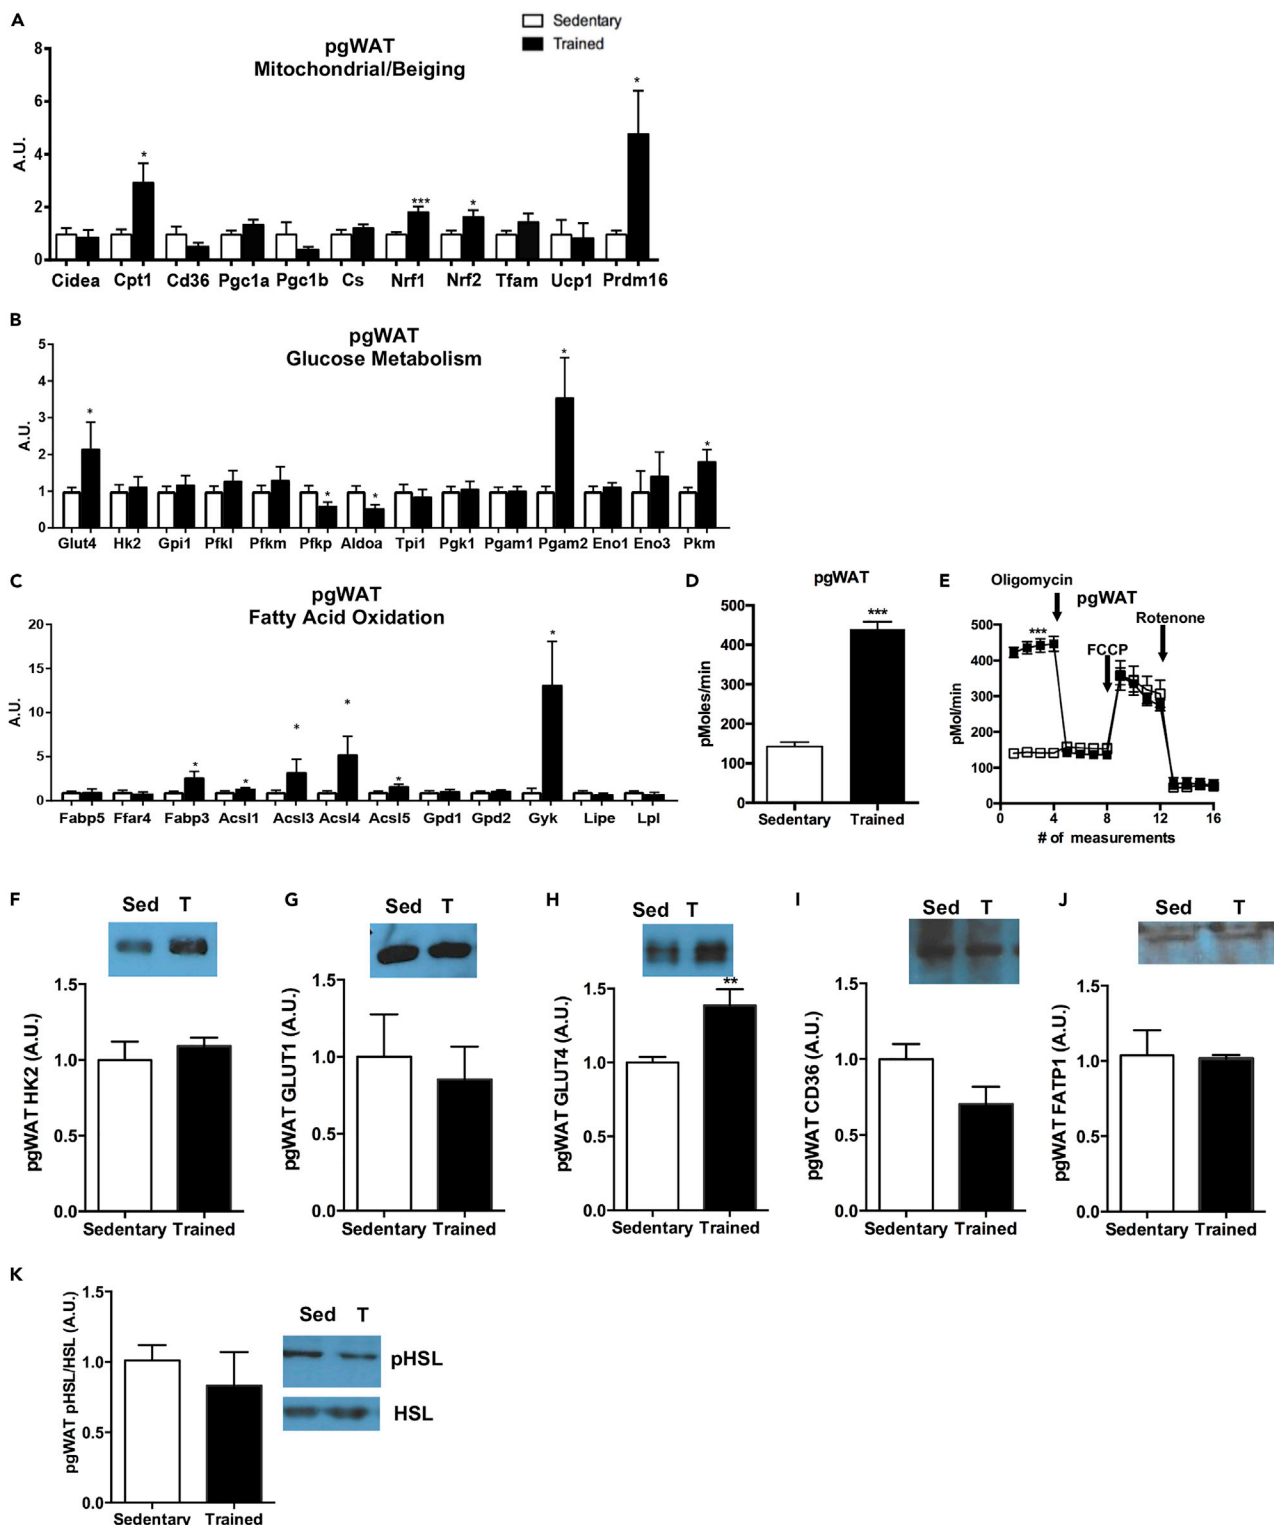 A
Sedentary
Trained
pgWAT
Mitochondrial/Beiging
A.U.
8
6
4
2
0
*
***
*
*
Cidea Cpt1 Cd36 Pgc1a Pgc1b Cs Nrf1 Nrf2 Tfam Ucp1 Prdm16
B
pgWAT
Glucose Metabolism
A.U.
5
4
3
2
1
0
*
*
*
*
*
Glut4 Hk2 Gpi1 Pfkl Pfkm Pfkp Aldoa Tpi1 Pgk1 Pgam1 Pgam2 Eno1 Eno3 Pkm
C
pgWAT
Fatty Acid Oxidation
A.U.
20
15
10
5
0
*
*
*
*
*
*
Fabp5 Ffar4 Fabp3 Acsl1 Acsl3 Acsl4 Acsl5 Gpd1 Gpd2 Gyk Lipe Lpl
D
pgWAT
pMoles/min
500
400
300
200
100
0
***
Sedentary Trained
E
Oligomycin
pgWAT
Rotenone
FCCP
***
pMol/min
500
400
300
200
100
0
0 4 8 12 16
# of measurements
F
Sed T
pgWAT HK2 (A.U.)
1.5
1.0
0.5
0.0
Sedentary Trained
G
Sed T
pgWAT GLUT1 (A.U.)
1.5
1.0
0.5
0.0
Sedentary Trained
H
Sed T
pgWAT GLUT4 (A.U.)
1.5
1.0
0.5
0.0
**
Sedentary Trained
I
Sed T
pgWAT CD36 (A.U.)
1.5
1.0
0.5
0.0
Sedentary Trained
J
Sed T
pgWAT FATP1 (A.U.)
1.5
1.0
0.5
0.0
Sedentary Trained
K
pgWAT pHSL/HSL (A.U.)
1.5
1.0
0.5
0.0
Sedentary Trained
Sed T
pHSL
HSL